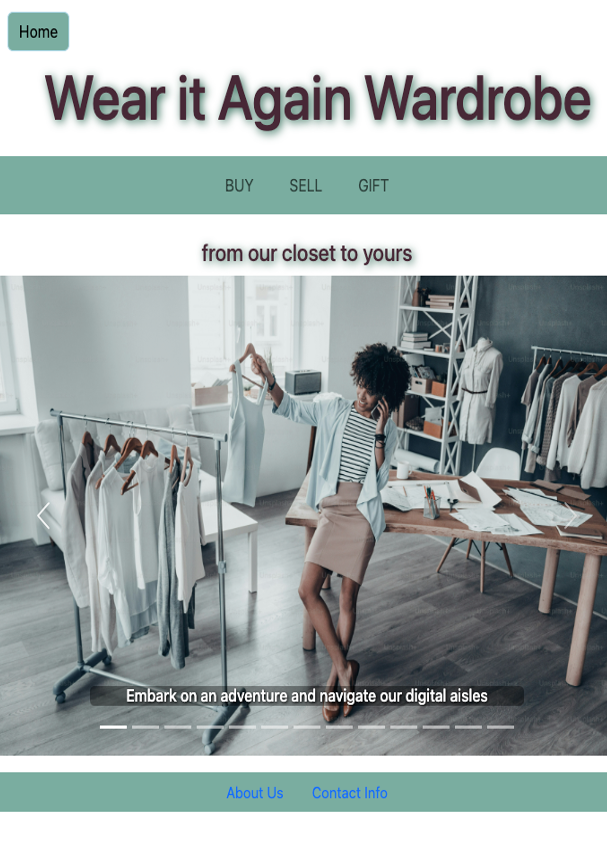 Home
Wear it Again Wardrobe
BUY SELL GIFT
from our closet to yours
Embark on an adventure and navigate our digital aisles
About Us Contact Info